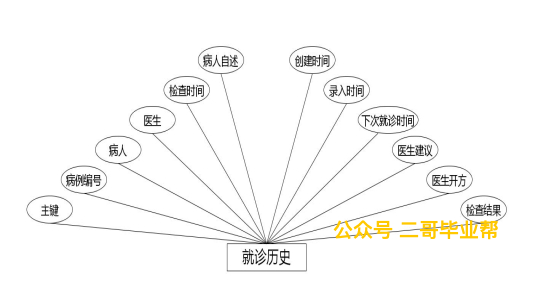 病人自述
创建时间
检查时间
录入时间
医生
下次就诊时间
病人
医生建议
病例编号
医生开方
主键
检查结果
公众号 二哥毕业帮
就诊历史